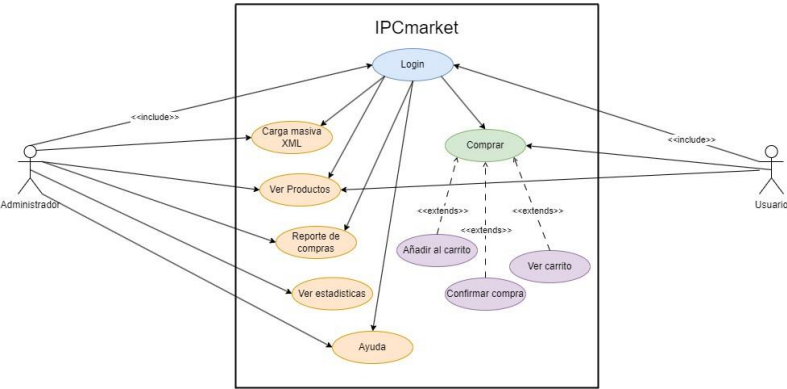 IPCmarket
Login
<<include>>
<<include>>
Carga masiva
XML
Comprar
Administrador
Usuario
Ver Productos
<<extends>>
<<extends>>
<<extends>>
Reporte de
compras
Añadir al carrito
Ver carrito
Ver estadisticas
Confirmar compra
Ayuda